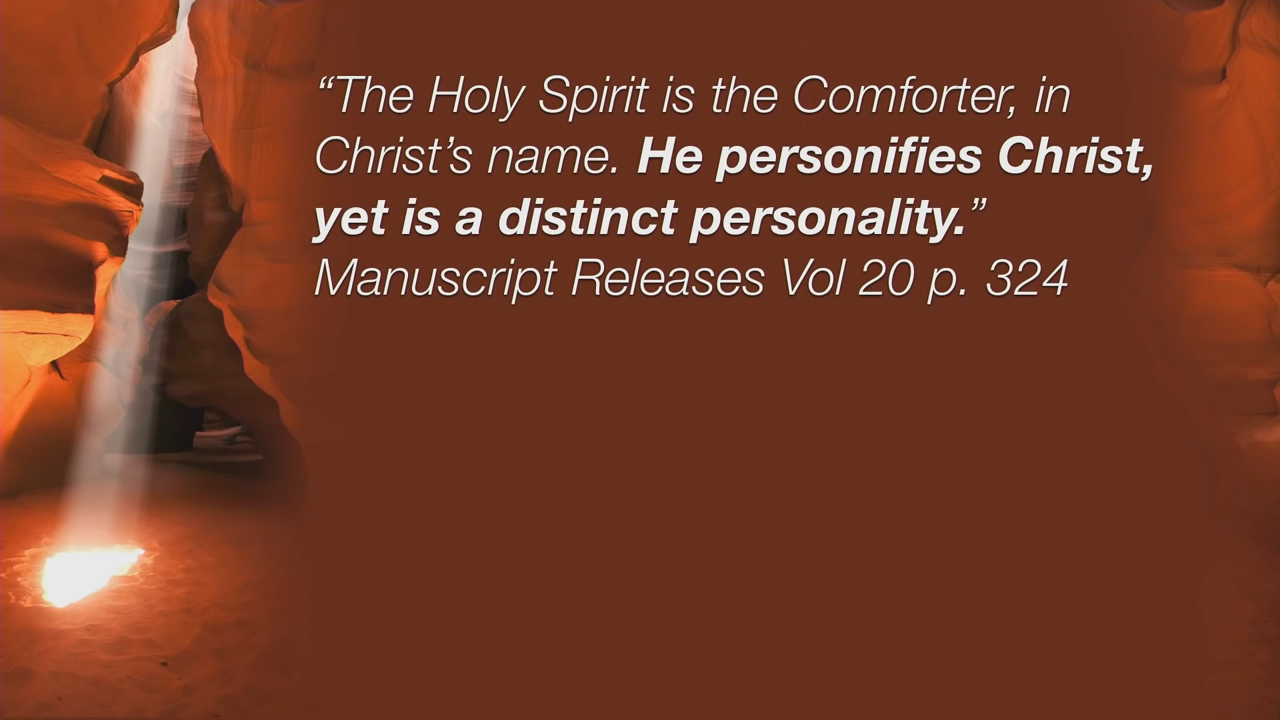 “The Holy Spirit is the Comforter, in
Christ’s name. He personifies Christ,
yet is a distinct personality.”
Manuscript Releases Vol 20 p. 324